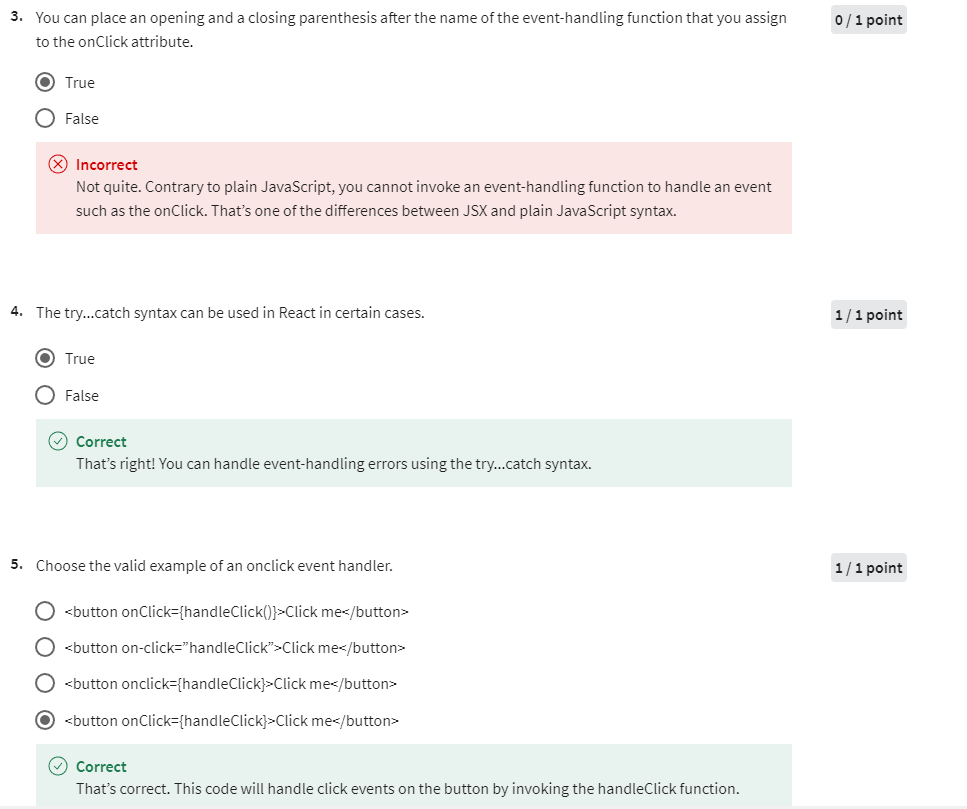 3. You can place an opening and a closing parenthesis after the name of the event-handling function that you assign
to the onClick attribute.
0 / 1 point
True
False
Incorrect
Not quite. Contrary to plain JavaScript, you cannot invoke an event-handling function to handle an event
such as the onClick. That’s one of the differences between JSX and plain JavaScript syntax.
4. The try...catch syntax can be used in React in certain cases.
1 / 1 point
True
False
Correct
That’s right! You can handle event-handling errors using the try...catch syntax.
5. Choose the valid example of an onclick event handler.
1 / 1 point
<button onClick={handleClick()}>Click me</button>
<button on-click=”handleClick”>Click me</button>
<button onclick={handleClick}>Click me</button>
<button onClick={handleClick}>Click me</button>
Correct
That’s correct. This code will handle click events on the button by invoking the handleClick function.